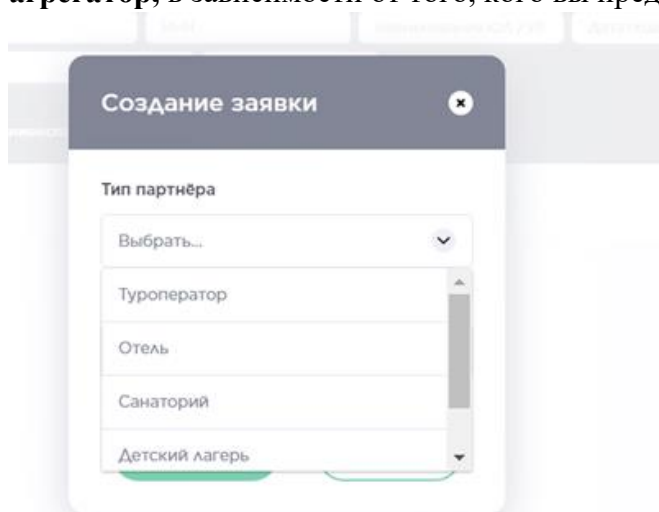 агрегатор, в зависимости от того, кого вы пред
Создание заявки
Тип партнёра
Выбрать...
Туроператор
Отель
Санаторий
Детский лагерь